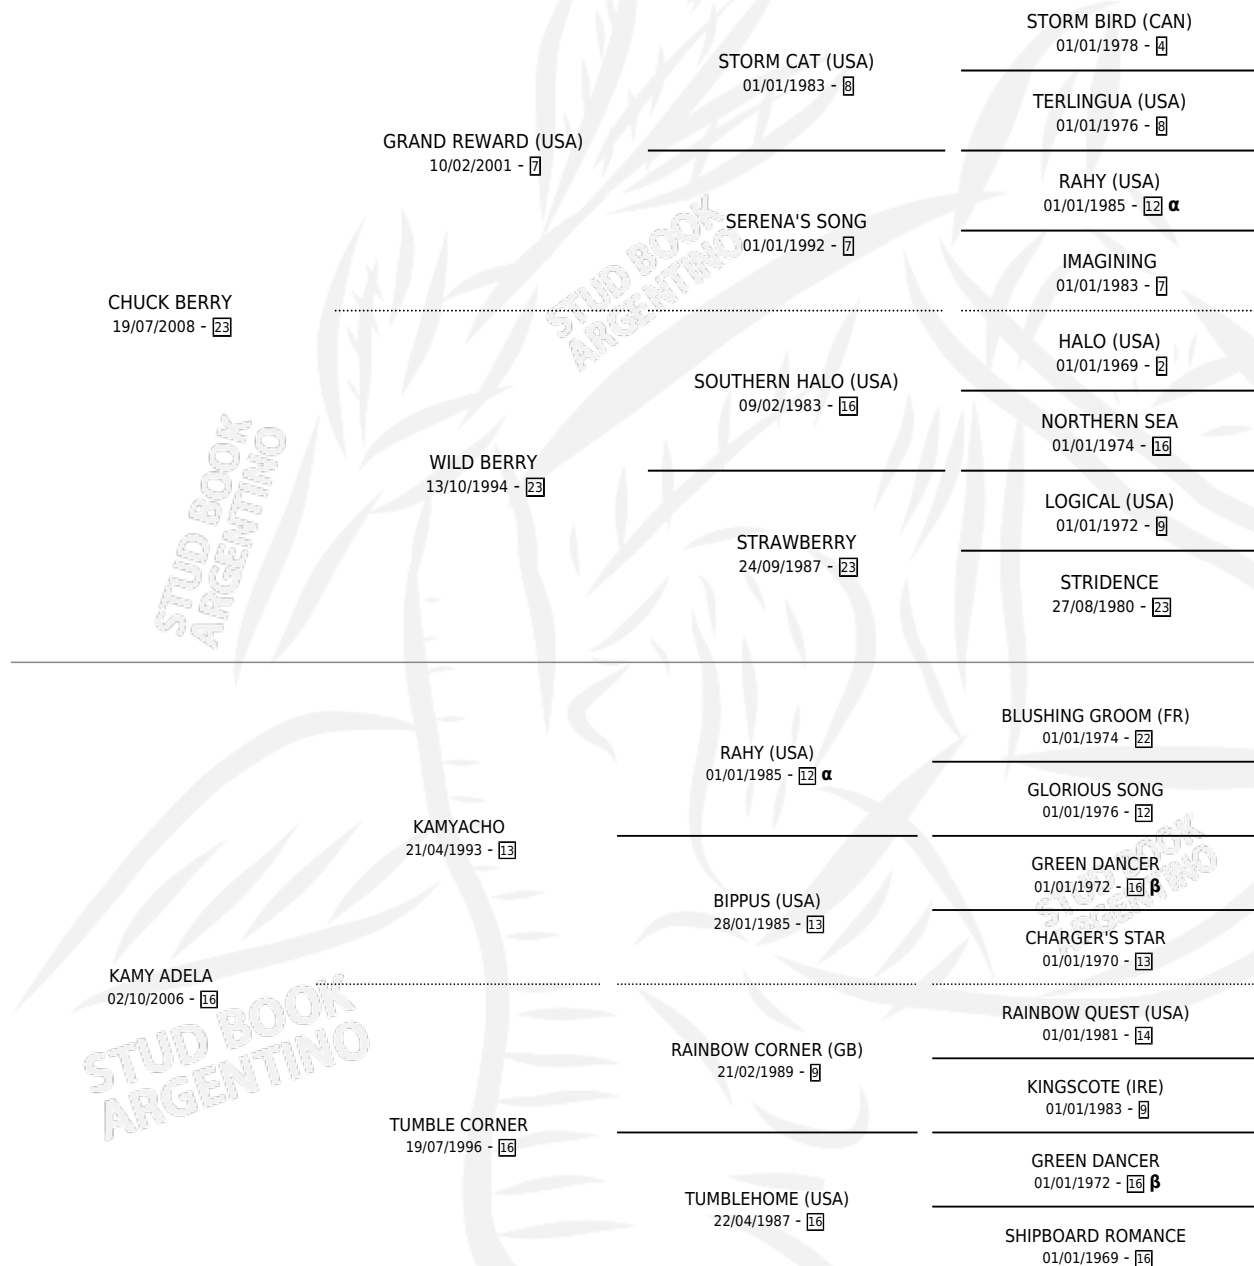 STORM BIRD (CAN)
01/01/1978 - 4
STORM CAT (USA)
01/01/1983 - 8
TERLINGUA (USA)
01/01/1976 - 8
GRAND REWARD (USA)
10/02/2001 - 7
RAHY (USA)
01/01/1985 - 12 α
SERENA'S SONG
01/01/1992 - 7
IMAGINING
01/01/1983 - 7
STUD BOOK
ARGENTINO
CHUCK BERRY
19/07/2008 - 23
HALO (USA)
01/01/1969 - 2
SOUTHERN HALO (USA)
09/02/1983 - 16
NORTHERN SEA
01/01/1974 - 16
WILD BERRY
13/10/1994 - 23
LOGICAL (USA)
01/01/1972 - 9
STRAWBERRY
24/09/1987 - 23
STRIDENCE
27/08/1980 - 23
STUD BOOK
ARGENTINO
BLUSHING GROOM (FR)
01/01/1974 - 22
RAHY (USA)
01/01/1985 - 12 α
GLORIOUS SONG
01/01/1976 - 12
KAMYACHO
21/04/1993 - 13
GREEN DANCER
01/01/1972 - 16 β
STUD BOOK
ARGENTINO
BIPPUS (USA)
28/01/1985 - 13
CHARGER'S STAR
01/01/1970 - 13
KAMY ADELA
02/10/2006 - 16
RAINBOW QUEST (USA)
01/01/1981 - 14
RAINBOW CORNER (GB)
21/02/1989 - 9
KINGSCOTE (IRE)
01/01/1983 - 9
STUD BOOK
ARGENTINO
TUMBLE CORNER
19/07/1996 - 16
GREEN DANCER
01/01/1972 - 16 β
TUMBLEHOME (USA)
22/04/1987 - 16
SHIPBOARD ROMANCE
01/01/1969 - 16